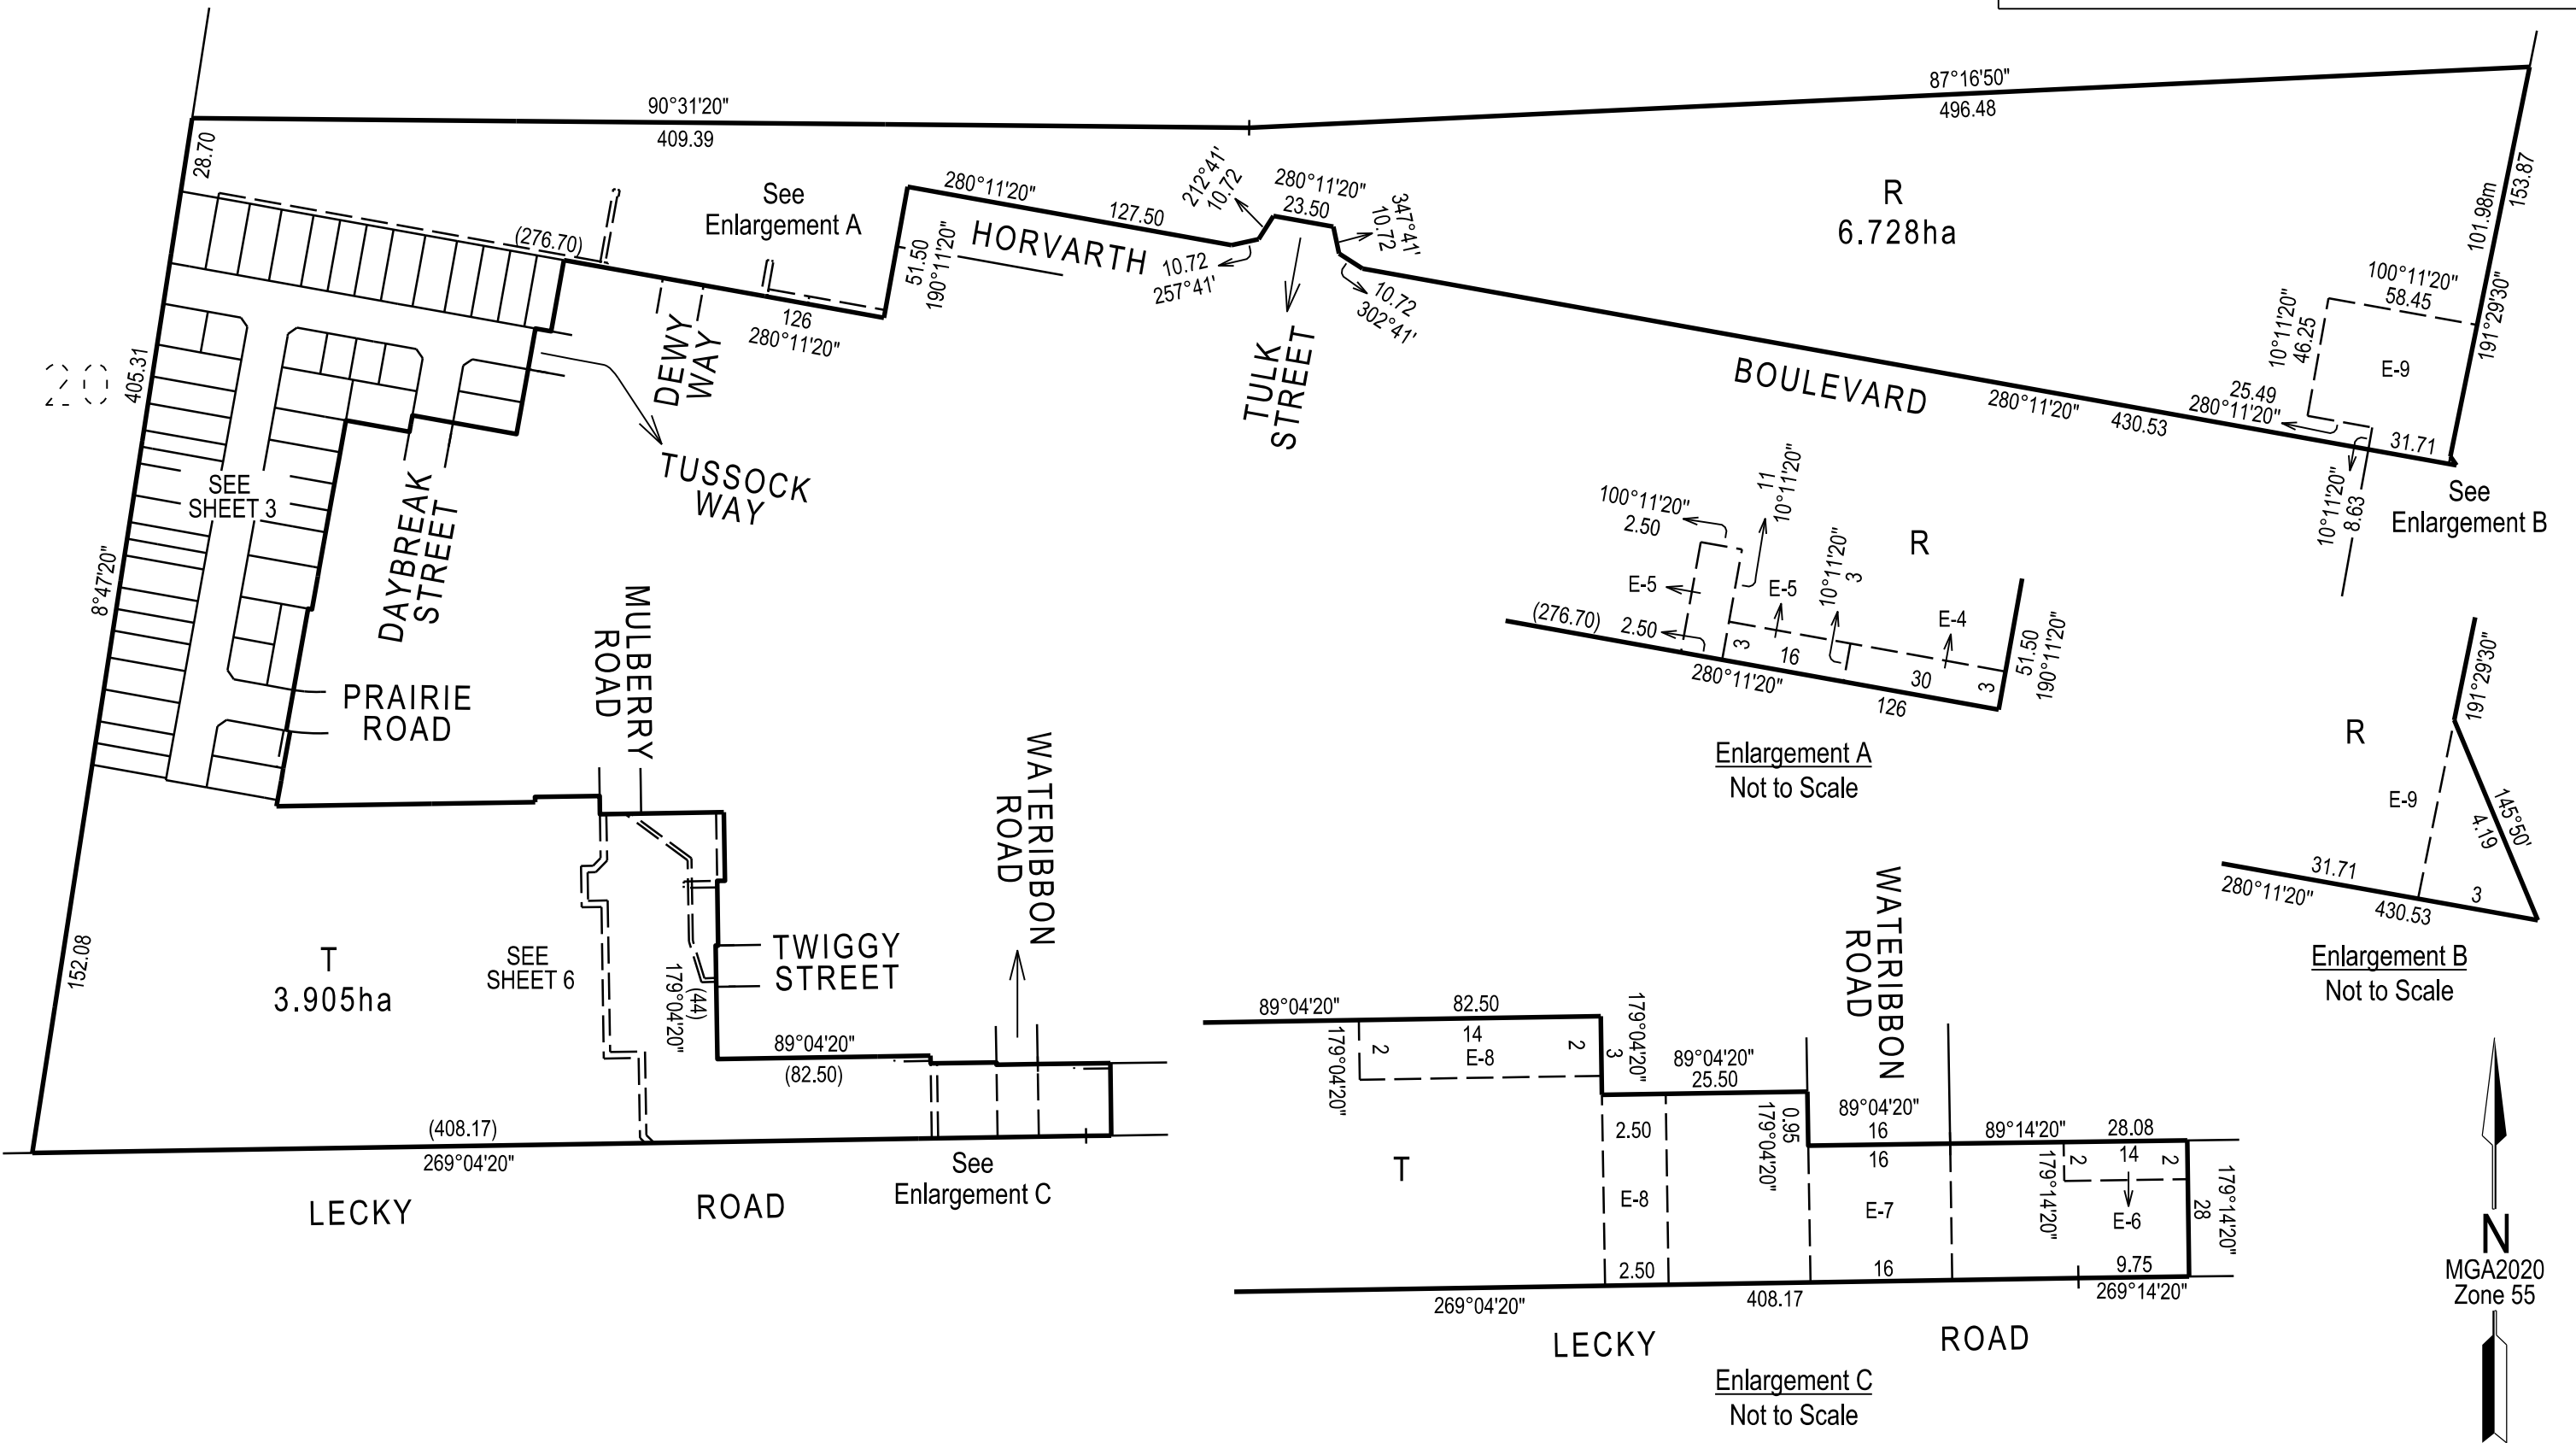 90°31'20"
409.39
87°16'50"
496.48
28.70
(276.70)
See
Enlargement A
280°11'20"
127.50
HORVARTH
51.50
190°11'20"
212°41'
10.72
10.72
257°41'
280°11'20"
23.50
347°41'
10.72
10.72
302°41'
R
6.728ha
153.87
101.98m
191°29'30"
100°11'20"
58.45
10°11'20"
46.25
E-9
25.49
280°11'20"
31.71
10°11'20"
8.63
See
Enlargement B
BOULEVARD
280°11'20"
430.53
126
280°11'20"
DEWY
WAY
TULK
STREET
TUSSOCK
WAY
20
405.31
8°47'20"
SEE
SHEET 3
DAYBREAK
STREET
PRAIRIE
ROAD
MULBERRY
ROAD
WATERIBBON
ROAD
152.08
T
3.905ha
SEE
SHEET 6
TWIGGY
STREET
(44)
179°04'20"
89°04'20"
(82.50)
(408.17)
269°04'20"
See
Enlargement C
LECKY
ROAD
100°11'20"
2.50
11
10°11'20"
10°11'20"
3
R
E-5
E-5
E-4
(276.70)
2.50
3
16
30
3
280°11'20"
126
51.50
190°11'20"
Enlargement A
Not to Scale
191°29'30"
R
E-9
145°50'
4.19
31.71
280°11'20"
430.53
3
Enlargement B
Not to Scale
89°04'20"
82.50
179°04'20"
2
14
E-8
2
3
179°04'20"
89°04'20"
25.50
WATERIBBON
ROAD
0.95
179°04'20"
89°04'20"
16
16
89°14'20"
28.08
2
14
2
179°14'20"
E-6
28
179°14'20"
T
2.50
E-8
2.50
E-7
16
9.75
269°04'20"
408.17
269°14'20"
LECKY
ROAD
Enlargement C
Not to Scale
N
MGA2020
Zone 55